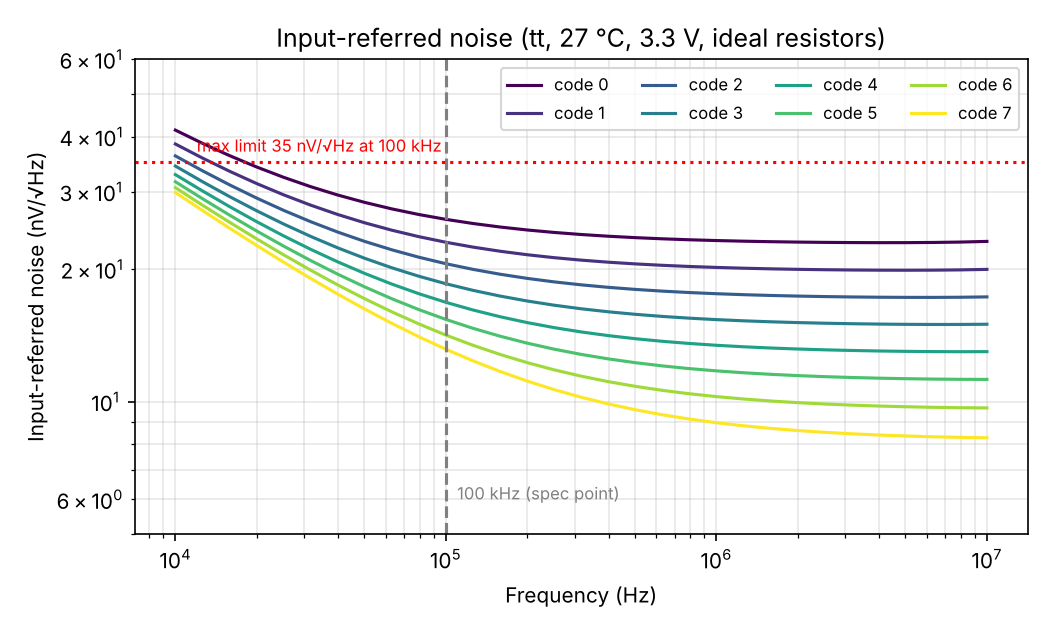 Input-referred noise (tt, 27 °C, 3.3 V, ideal resistors)
6 × 10¹
4 × 10¹
3 × 10¹
2 × 10¹
10¹
6 × 10⁰
Input-referred noise (nV/√Hz)
code 0
code 2
code 4
code 6
code 1
code 3
code 5
code 7
max limit 35 nV/√Hz at 100 kHz
100 kHz (spec point)
10⁴
10⁵
10⁶
10⁷
Frequency (Hz)